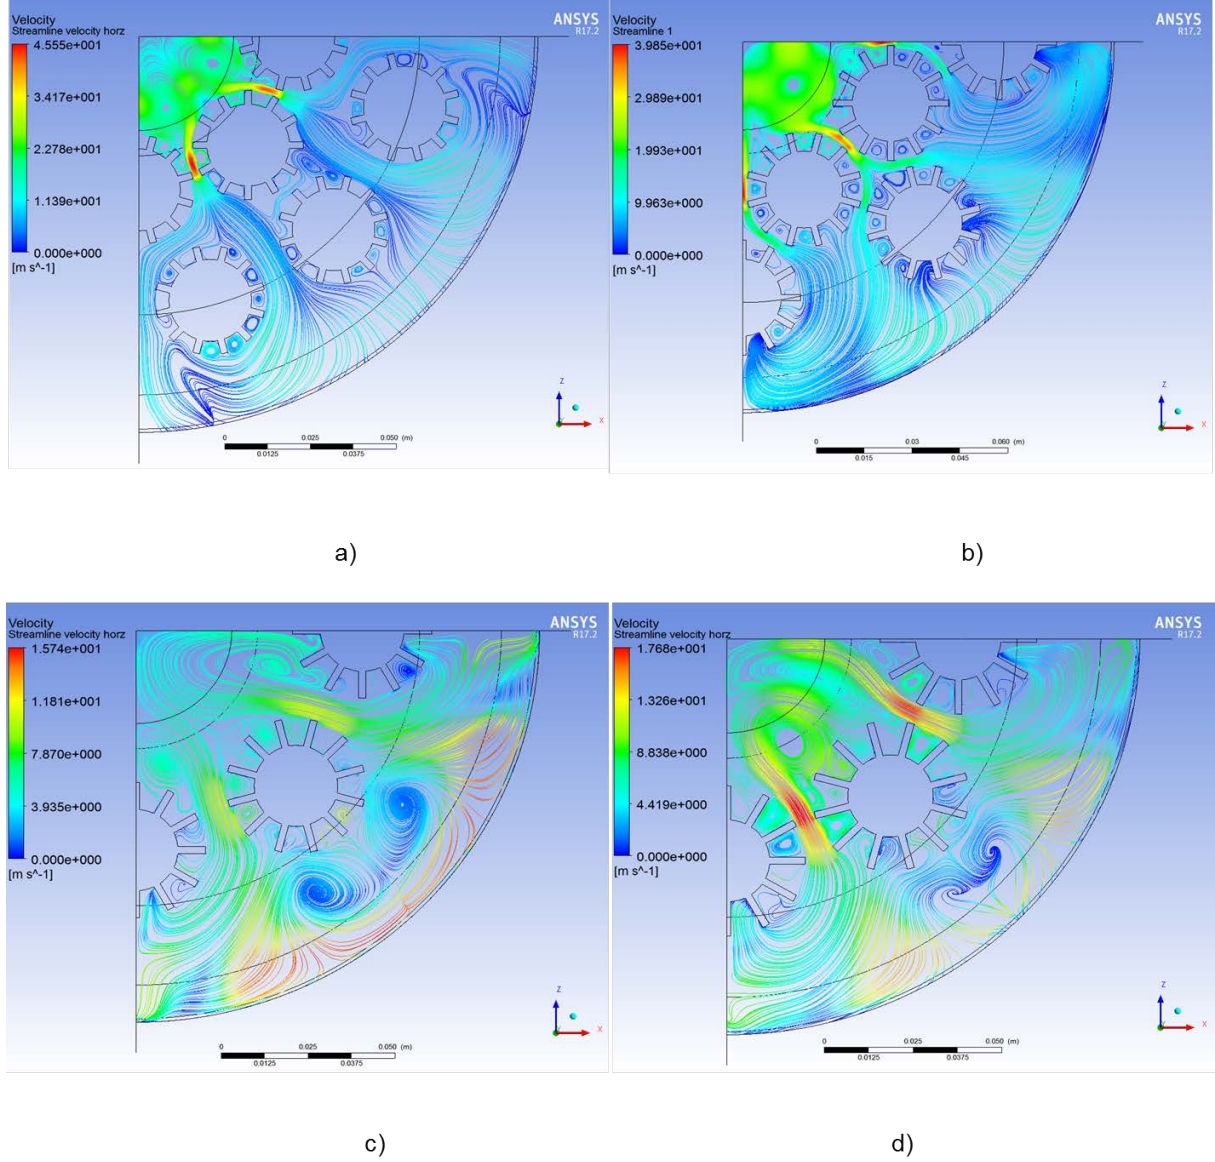 Velocity
Streamline velocity horz
ANSYS
R17.2
4.555e+001
3.417e+001
2.278e+001
1.139e+001
0.000e+000
[m s^-1]
Z
X
0 0.025 0.050 (m)
0.0125 0.0375
Velocity
Streamline 1
ANSYS
R17.2
3.985e+001
2.989e+001
1.993e+001
9.963e+000
0.000e+000
[m s^-1]
Z
X
0 0.03 0.060 (m)
0.015 0.045
a)
b)
Velocity
Streamline velocity horz
ANSYS
R17.2
1.574e+001
1.181e+001
7.870e+000
3.935e+000
0.000e+000
[m s^-1]
Z
X
0 0.025 0.050 (m)
0.0125 0.0375
Velocity
Streamline velocity horz
ANSYS
R17.2
1.768e+001
1.326e+001
8.838e+000
4.419e+000
0.000e+000
[m s^-1]
Z
X
0 0.025 0.050 (m)
0.0125 0.0375
c)
d)